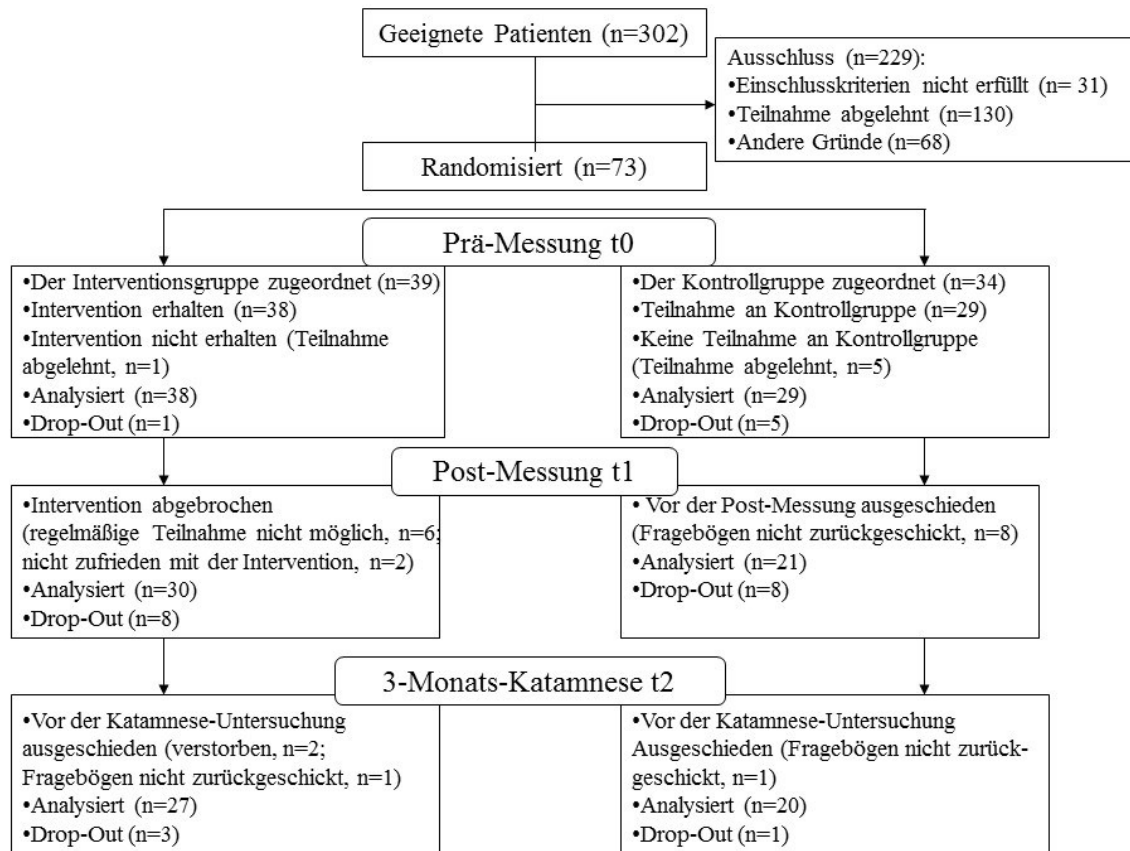 Geeignete Patienten (n=302)
Ausschluss (n=229):
•Einschlusskriterien nicht erfüllt (n= 31)
•Teilnahme abgelehnt (n=130)
•Andere Gründe (n=68)
Randomisiert (n=73)
Prä-Messung t0
•Der Interventionsgruppe zugeordnet (n=39)
•Intervention erhalten (n=38)
•Intervention nicht erhalten (Teilnahme
abgelehnt, n=1)
•Analysiert (n=38)
•Drop-Out (n=1)
•Der Kontrollgruppe zugeordnet (n=34)
•Teilnahme an Kontrollgruppe (n=29)
•Keine Teilnahme an Kontrollgruppe
(Teilnahme abgelehnt, n=5)
•Analysiert (n=29)
•Drop-Out (n=5)
Post-Messung t1
•Intervention abgebrochen
(regelmäßige Teilnahme nicht möglich, n=6;
nicht zufrieden mit der Intervention, n=2)
•Analysiert (n=30)
•Drop-Out (n=8)
• Vor der Post-Messung ausgeschieden
(Fragebögen nicht zurückgeschickt, n=8)
•Analysiert (n=21)
•Drop-Out (n=8)
3-Monats-Katamnese t2
•Vor der Katamnese-Untersuchung
ausgeschieden (verstorben, n=2;
Fragebögen nicht zurückgeschickt, n=1)
•Analysiert (n=27)
•Drop-Out (n=3)
•Vor der Katamnese-Untersuchung
Ausgeschieden (Fragebögen nicht zurück-
geschickt, n=1)
•Analysiert (n=20)
•Drop-Out (n=1)